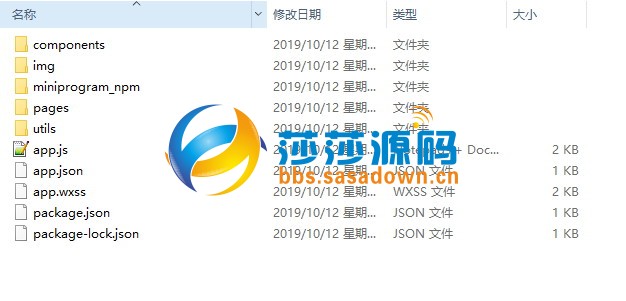 名称 修改日期 类型 大小
components 2019/10/12 星期... 文件夹
img 2019/10/12 星期... 文件夹
miniprogram_npm 2019/10/12 星期... 文件夹
pages 2019/10/12 星期... 文件夹
utils 2019/10/12 星期... 文件夹
app.js 2019/10/12 星期... Doc... 2 KB
app.json 2019/10/12 星期... JSON 文件 1 KB
app.wxss 2019/10/12 星期... WXSS 文件 2 KB
package.json 2019/10/12 星期... JSON 文件 1 KB
package-lock.json 2019/10/12 星期... JSON 文件 1 KB
莎莎源码
bbs.sasadown.cn